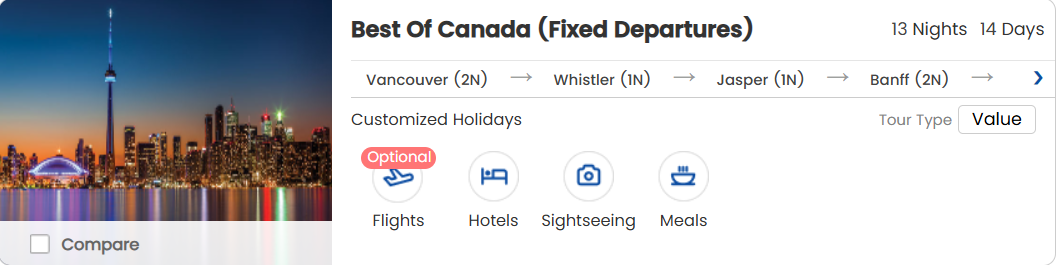 Best Of Canada (Fixed Departures) 13 Nights 14 Days
Vancouver (2N) → Whistler (1N) → Jasper (1N) → Banff (2N) →
Customized Holidays Tour Type Value
Optional
Flights Hotels Sightseeing Meals
Compare